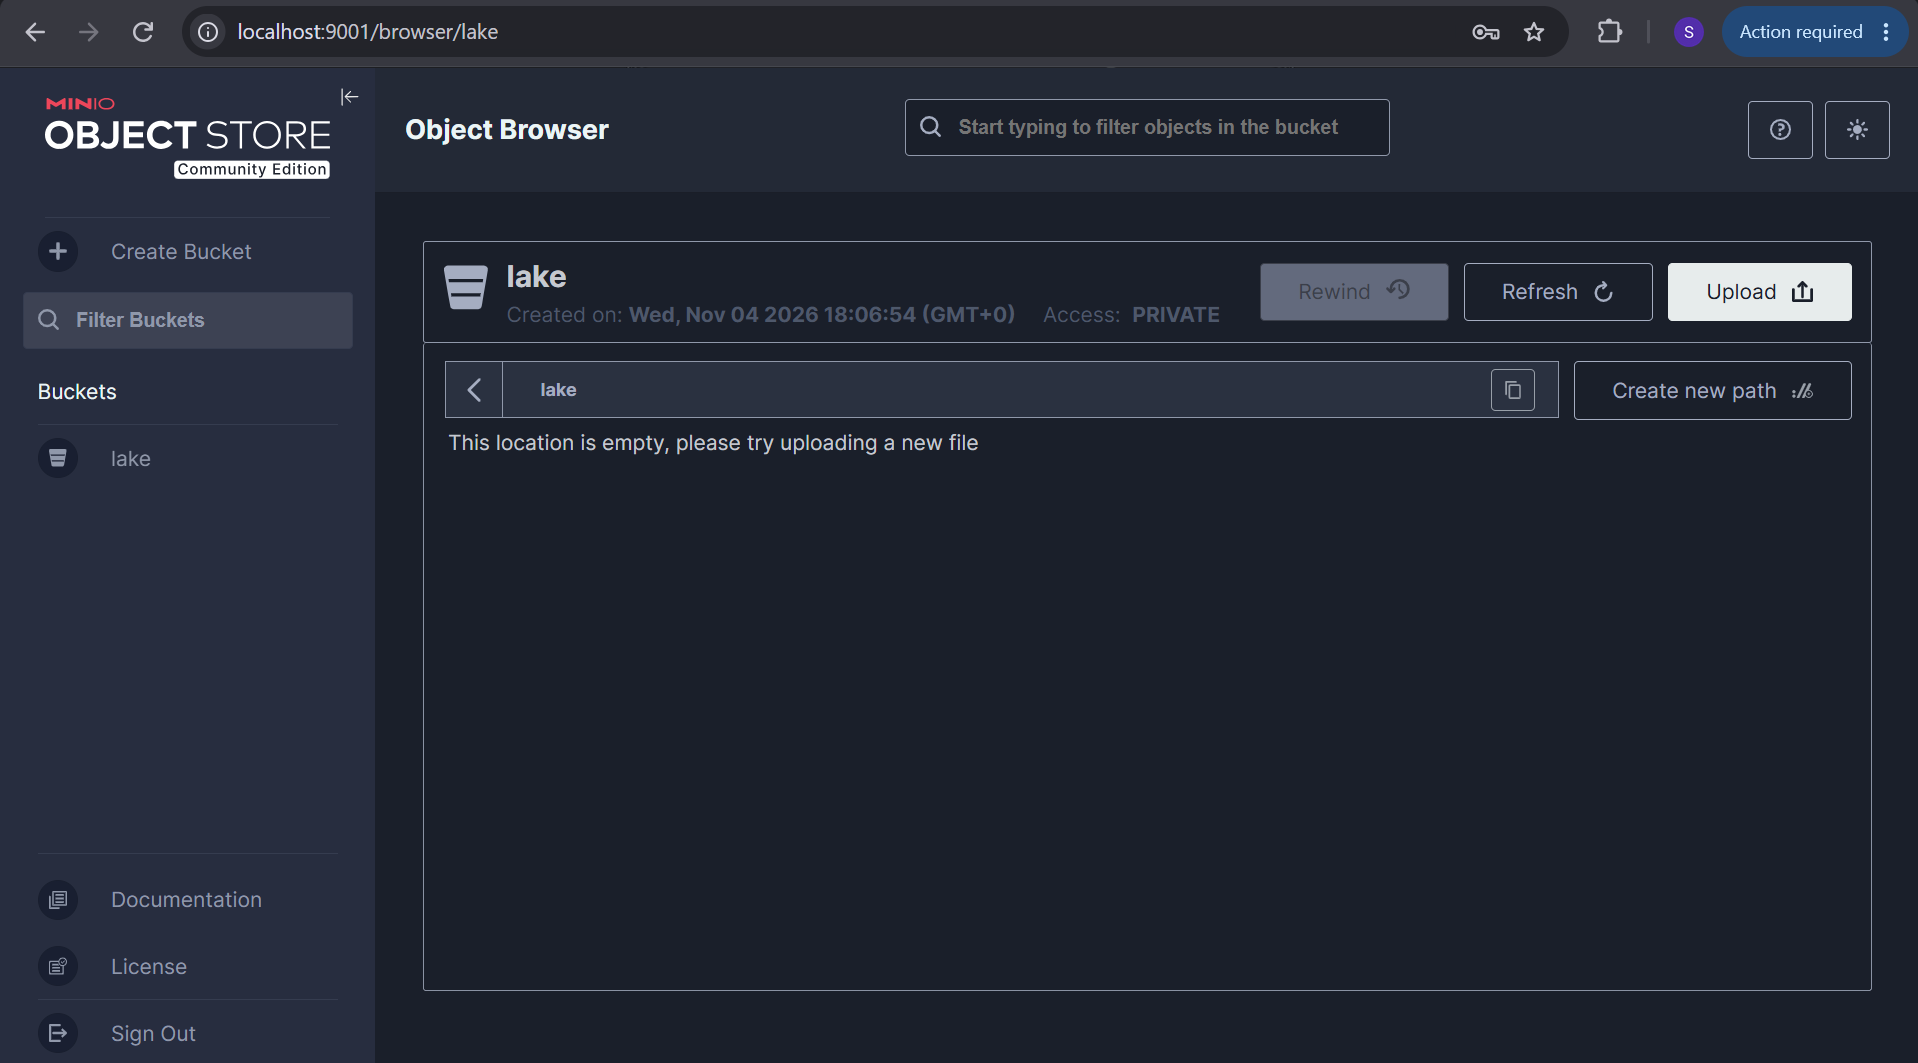 localhost:9001/browser/lake
S
Action required
MINIO
OBJECT STORE
Community Edition
Create Bucket
Filter Buckets
Buckets
lake
Documentation
License
Sign Out
Object Browser
Start typing to filter objects in the bucket
lake
Created on: Wed, Nov 04 2026 18:06:54 (GMT+0) Access: PRIVATE
Rewind
Refresh
Upload
lake
Create new path
This location is empty, please try uploading a new file